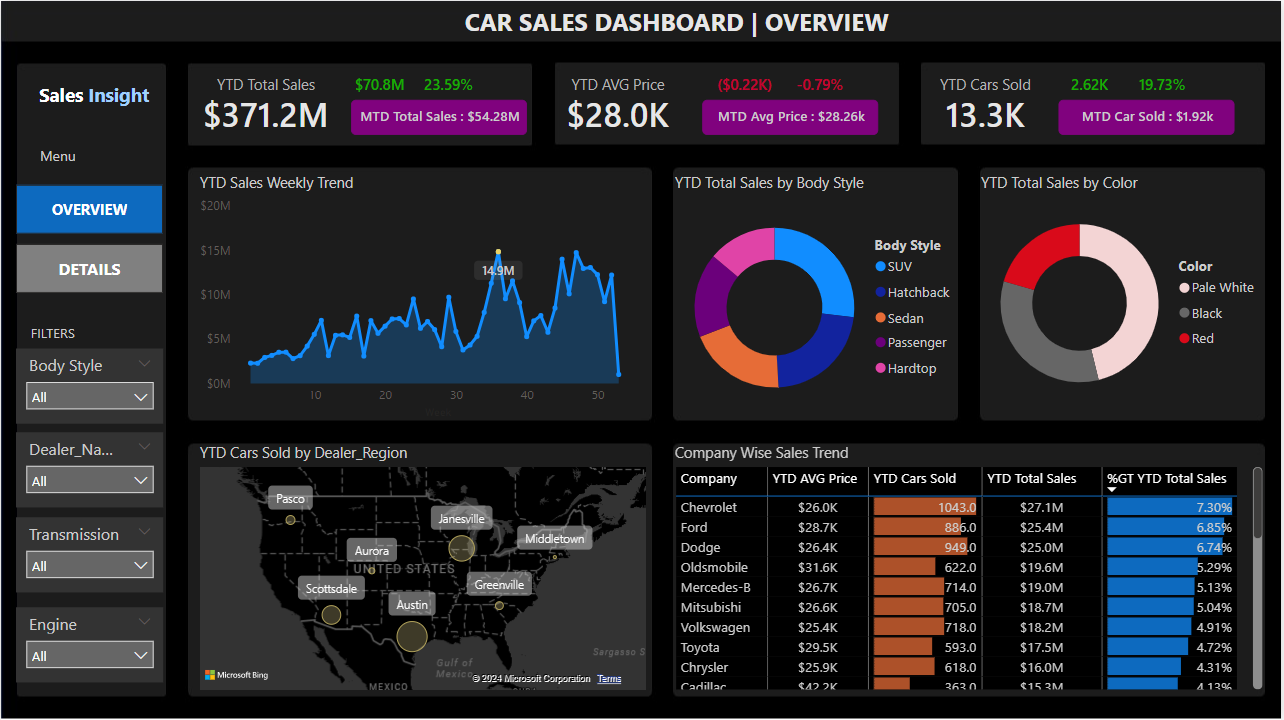 CAR SALES DASHBOARD | OVERVIEW
Sales Insight
Menu
OVERVIEW
DETAILS
FILTERS
Body Style
All
Dealer_Na...
All
Transmission
All
Engine
All
YTD Total Sales
$70.8M
23.59%
$371.2M
MTD Total Sales : $54.28M
YTD AVG Price
($0.22K)
-0.79%
$28.0K
MTD Avg Price : $28.26k
YTD Cars Sold
2.62K
19.73%
13.3K
MTD Car Sold : $1.92k
YTD Sales Weekly Trend
$20M
$15M
$10M
$5M
$0M
14.9M
10 20 30 40 50
Week
YTD Total Sales by Body Style
Body Style
SUV
Hatchback
Sedan
Passenger
Hardtop
YTD Total Sales by Color
Color
Pale White
Black
Red
YTD Cars Sold by Dealer_Region
Pasco
Janesville
Middletown
Aurora
UNITED STATES
Scottsdale
Greenville
Austin
Gulf of
Mexico
MEXICO
Sargasso S
Microsoft Bing
© 2024 Microsoft Corporation Terms
Company Wise Sales Trend
Company YTD AVG Price YTD Cars Sold YTD Total Sales %GT YTD Total Sales
Chevrolet $26.0K 1043.0 $27.1M 7.30%
Ford $28.7K 886.0 $25.4M 6.85%
Dodge $26.4K 949.0 $25.0M 6.74%
Oldsmobile $31.6K 622.0 $19.6M 5.29%
Mercedes-B $26.7K 714.0 $19.0M 5.13%
Mitsubishi $26.6K 705.0 $18.7M 5.04%
Volkswagen $25.4K 718.0 $18.2M 4.91%
Toyota $29.5K 593.0 $17.5M 4.72%
Chrysler $25.9K 618.0 $16.0M 4.31%
Cadillac $42.2K 363.0 $15.3M 4.13%